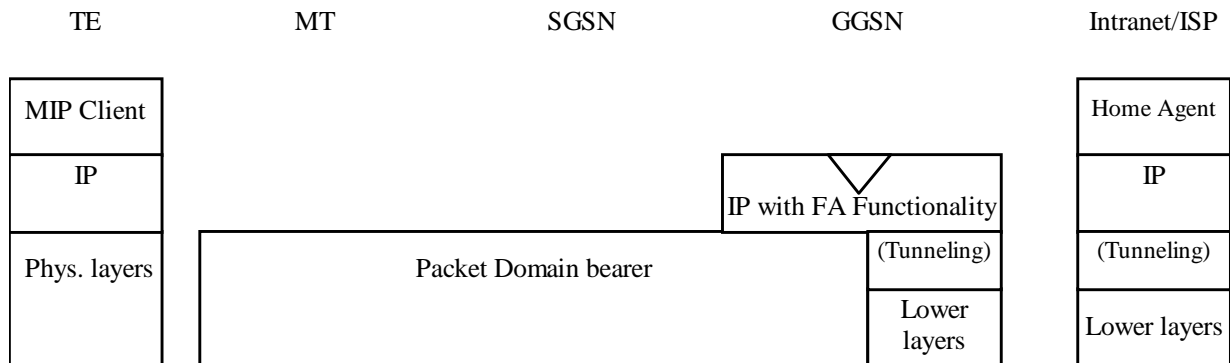 TE MT SGSN GGSN Intranet/ISP
MIP Client
Home Agent
IP
IP
IP with FA Functionality
Phys. layers
Packet Domain bearer
(Tunneling)
(Tunneling)
Lower
layers
Lower layers